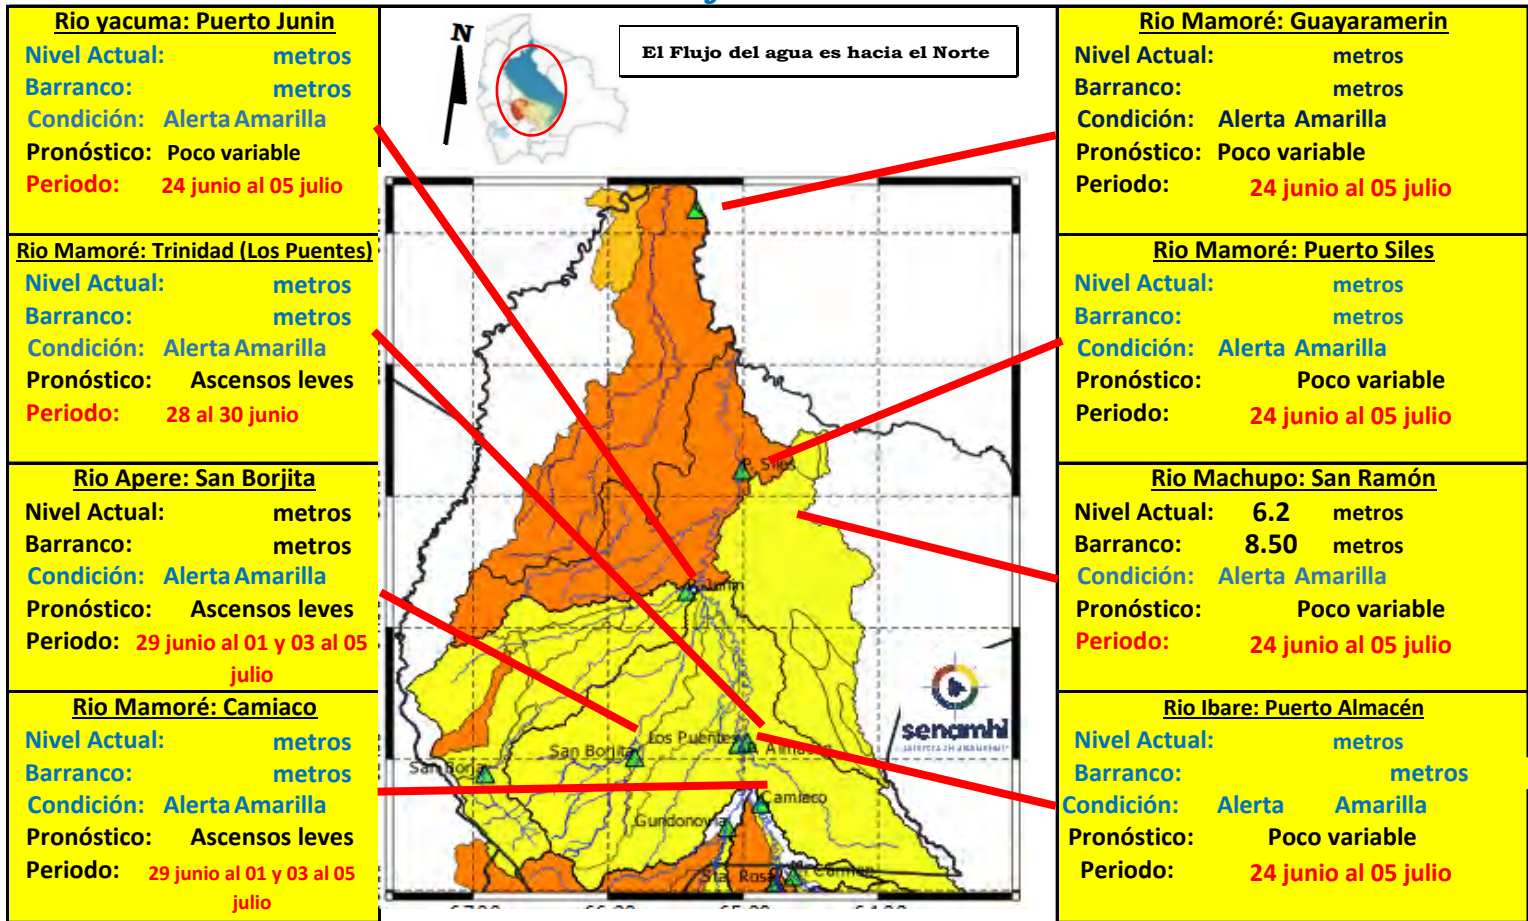 Rio yacuma: Puerto Junin
Nivel Actual: metros
Barranco: metros
Condición: Alerta Amarilla
Pronóstico: Poco variable
Periodo: 24 junio al 05 julio
Rio Mamoré: Trinidad (Los Puentes)
Nivel Actual: metros
Barranco: metros
Condición: Alerta Amarilla
Pronóstico: Ascensos leves
Periodo: 28 al 30 junio
Rio Apere: San Borjita
Nivel Actual: metros
Barranco: metros
Condición: Alerta Amarilla
Pronóstico: Ascensos leves
Periodo: 29 junio al 01 y 03 al 05
julio
Rio Mamoré: Camiaco
Nivel Actual: metros
Barranco: metros
Condición: Alerta Amarilla
Pronóstico: Ascensos leves
Periodo: 29 junio al 01 y 03 al 05
julio
N
El Flujo del agua es hacia el Norte
P. Siles
P. Junin
Los Puentes
P. Almacén
San Borjita
San Borja
Camiaco
Gundonovia
Sta. Rosa
senamhi
Rio Mamoré: Guayaramerin
Nivel Actual: metros
Barranco: metros
Condición: Alerta Amarilla
Pronóstico: Poco variable
Periodo: 24 junio al 05 julio
Rio Mamoré: Puerto Siles
Nivel Actual: metros
Barranco: metros
Condición: Alerta Amarilla
Pronóstico: Poco variable
Periodo: 24 junio al 05 julio
Rio Machupo: San Ramón
Nivel Actual: 6.2 metros
Barranco: 8.50 metros
Condición: Alerta Amarilla
Pronóstico: Poco variable
Periodo: 24 junio al 05 julio
Rio Ibare: Puerto Almacén
Nivel Actual: metros
Barranco: metros
Condición: Alerta Amarilla
Pronóstico: Poco variable
Periodo: 24 junio al 05 julio